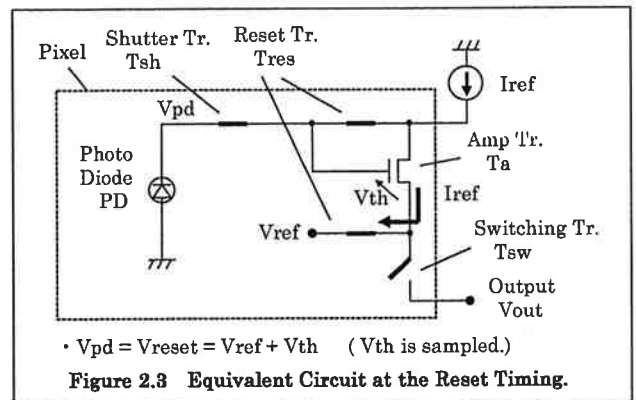 Pixel
Shutter Tr.
Tsh
Reset Tr.
Tres
Iref
Vpd
Photo
Diode
PD
Amp Tr.
Ta
Vth
Iref
Vref
Switching Tr.
Tsw
Output
Vout
・Vpd = Vreset = Vref + Vth ( Vth is sampled.)
Figure 2.3 Equivalent Circuit at the Reset Timing.